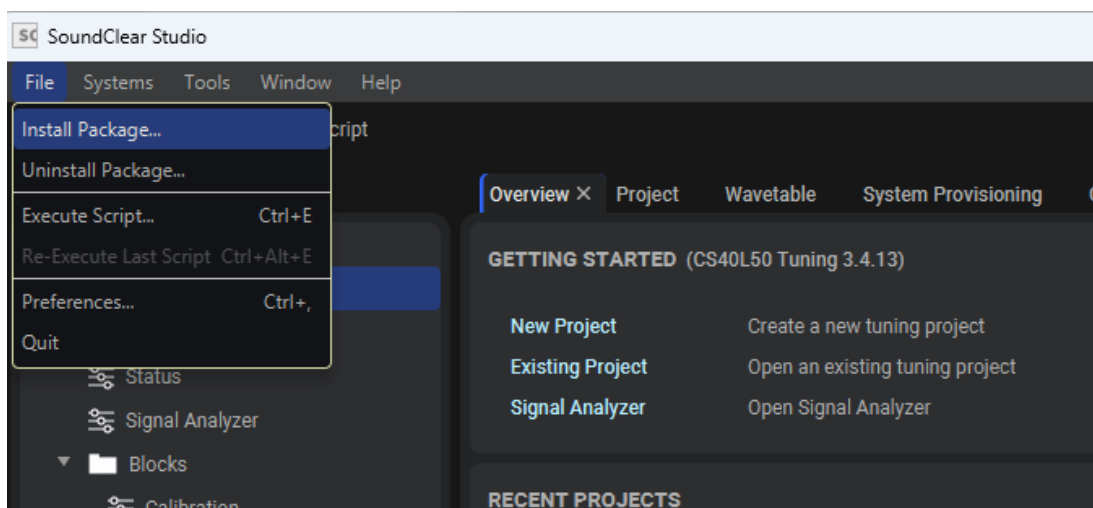 SC SoundClear Studio
File Systems Tools Window Help
Install Package...
Uninstall Package...
Execute Script... Ctrl+E
Re-Execute Last Script Ctrl+Alt+E
Preferences... Ctrl+,
Quit
cript
Status
Signal Analyzer
Blocks
Calibration
Overview Project Wavetable System Provisioning
GETTING STARTED (CS40L50 Tuning 3.4.13)
New Project Create a new tuning project
Existing Project Open an existing tuning project
Signal Analyzer Open Signal Analyzer
RECENT PROJECTS